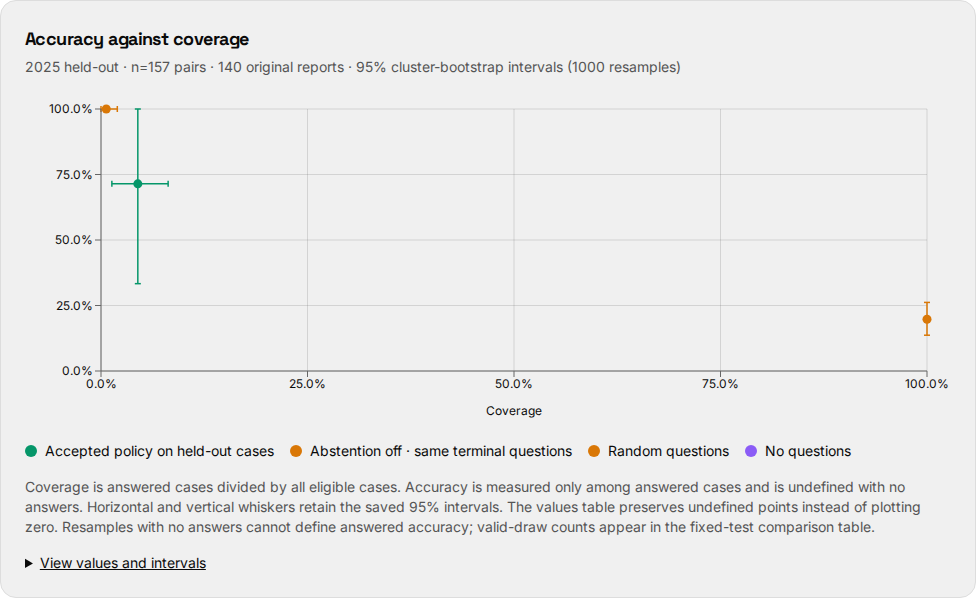 Accuracy against coverage
2025 held-out · n=157 pairs · 140 original reports · 95% cluster-bootstrap intervals (1000 resamples)
100.0%
75.0%
50.0%
25.0%
0.0%
0.0% 25.0% 50.0% 75.0% 100.0%
Coverage
Accepted policy on held-out cases Abstention off · same terminal questions Random questions No questions
Coverage is answered cases divided by all eligible cases. Accuracy is measured only among answered cases and is undefined with no
answers. Horizontal and vertical whiskers retain the saved 95% intervals. The values table preserves undefined points instead of plotting
zero. Resamples with no answers cannot define answered accuracy; valid-draw counts appear in the fixed-test comparison table.
View values and intervals